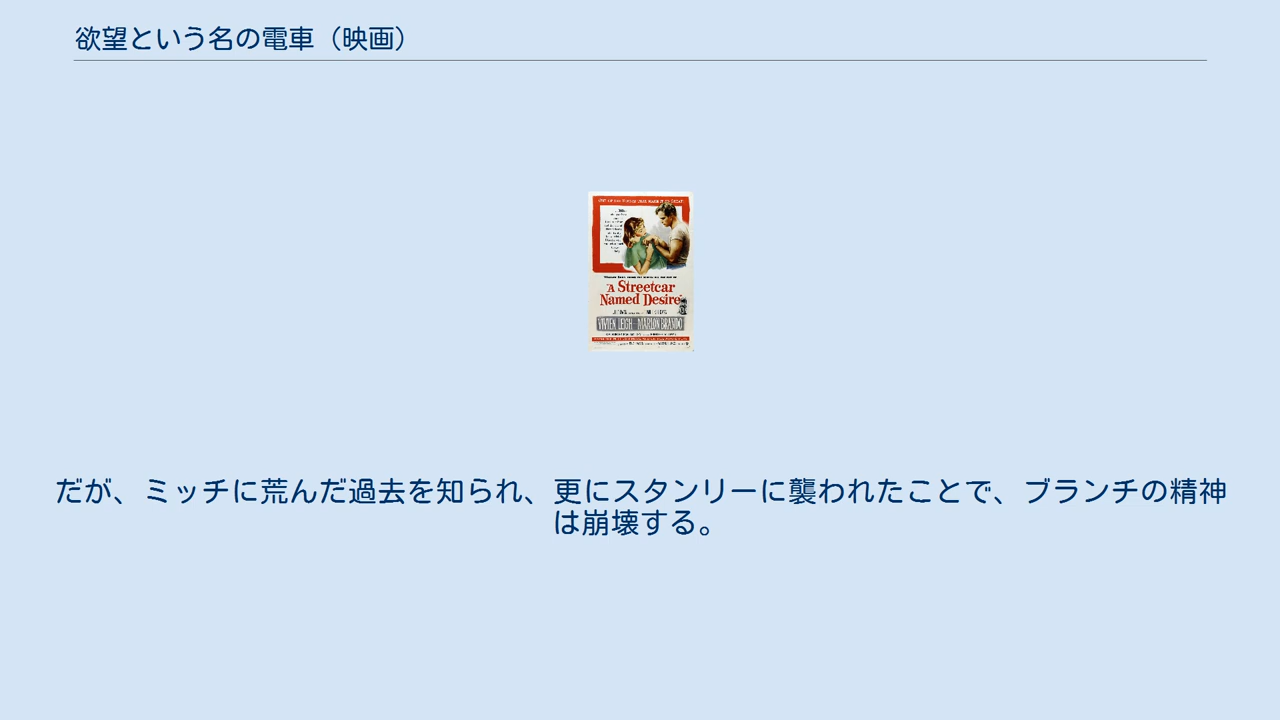 欲望という名の電車（映画）
A Streetcar
Named Desire
VIVIEN LEIGH MARLON BRANDO
だが、ミッチに荒んだ過去を知られ、更にスタンリーに襲われたことで、ブランチの精神
は崩壊する。